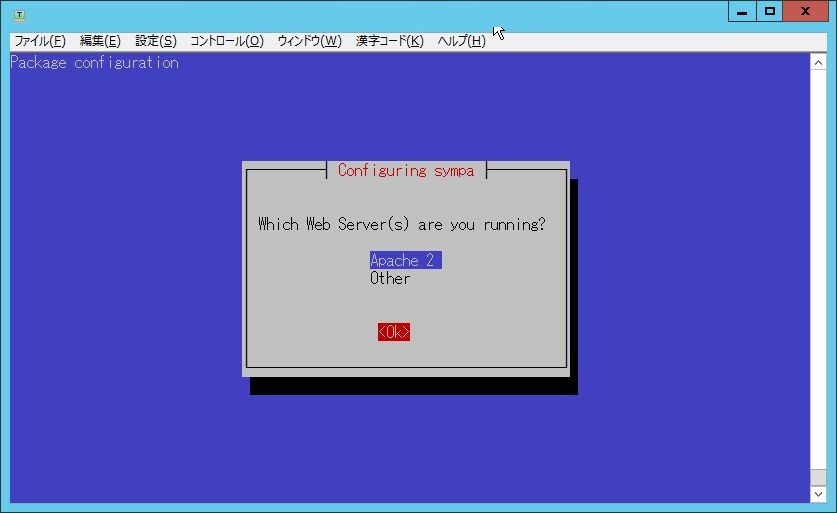 ファイル(F) 編集(E) 設定(S) コントロール(O) ウィンドウ(W) 漢字コード(K) ヘルプ(H)
Package configuration
Configuring sympa
Which Web Server(s) are you running?
Apache 2
Other
<Ok>